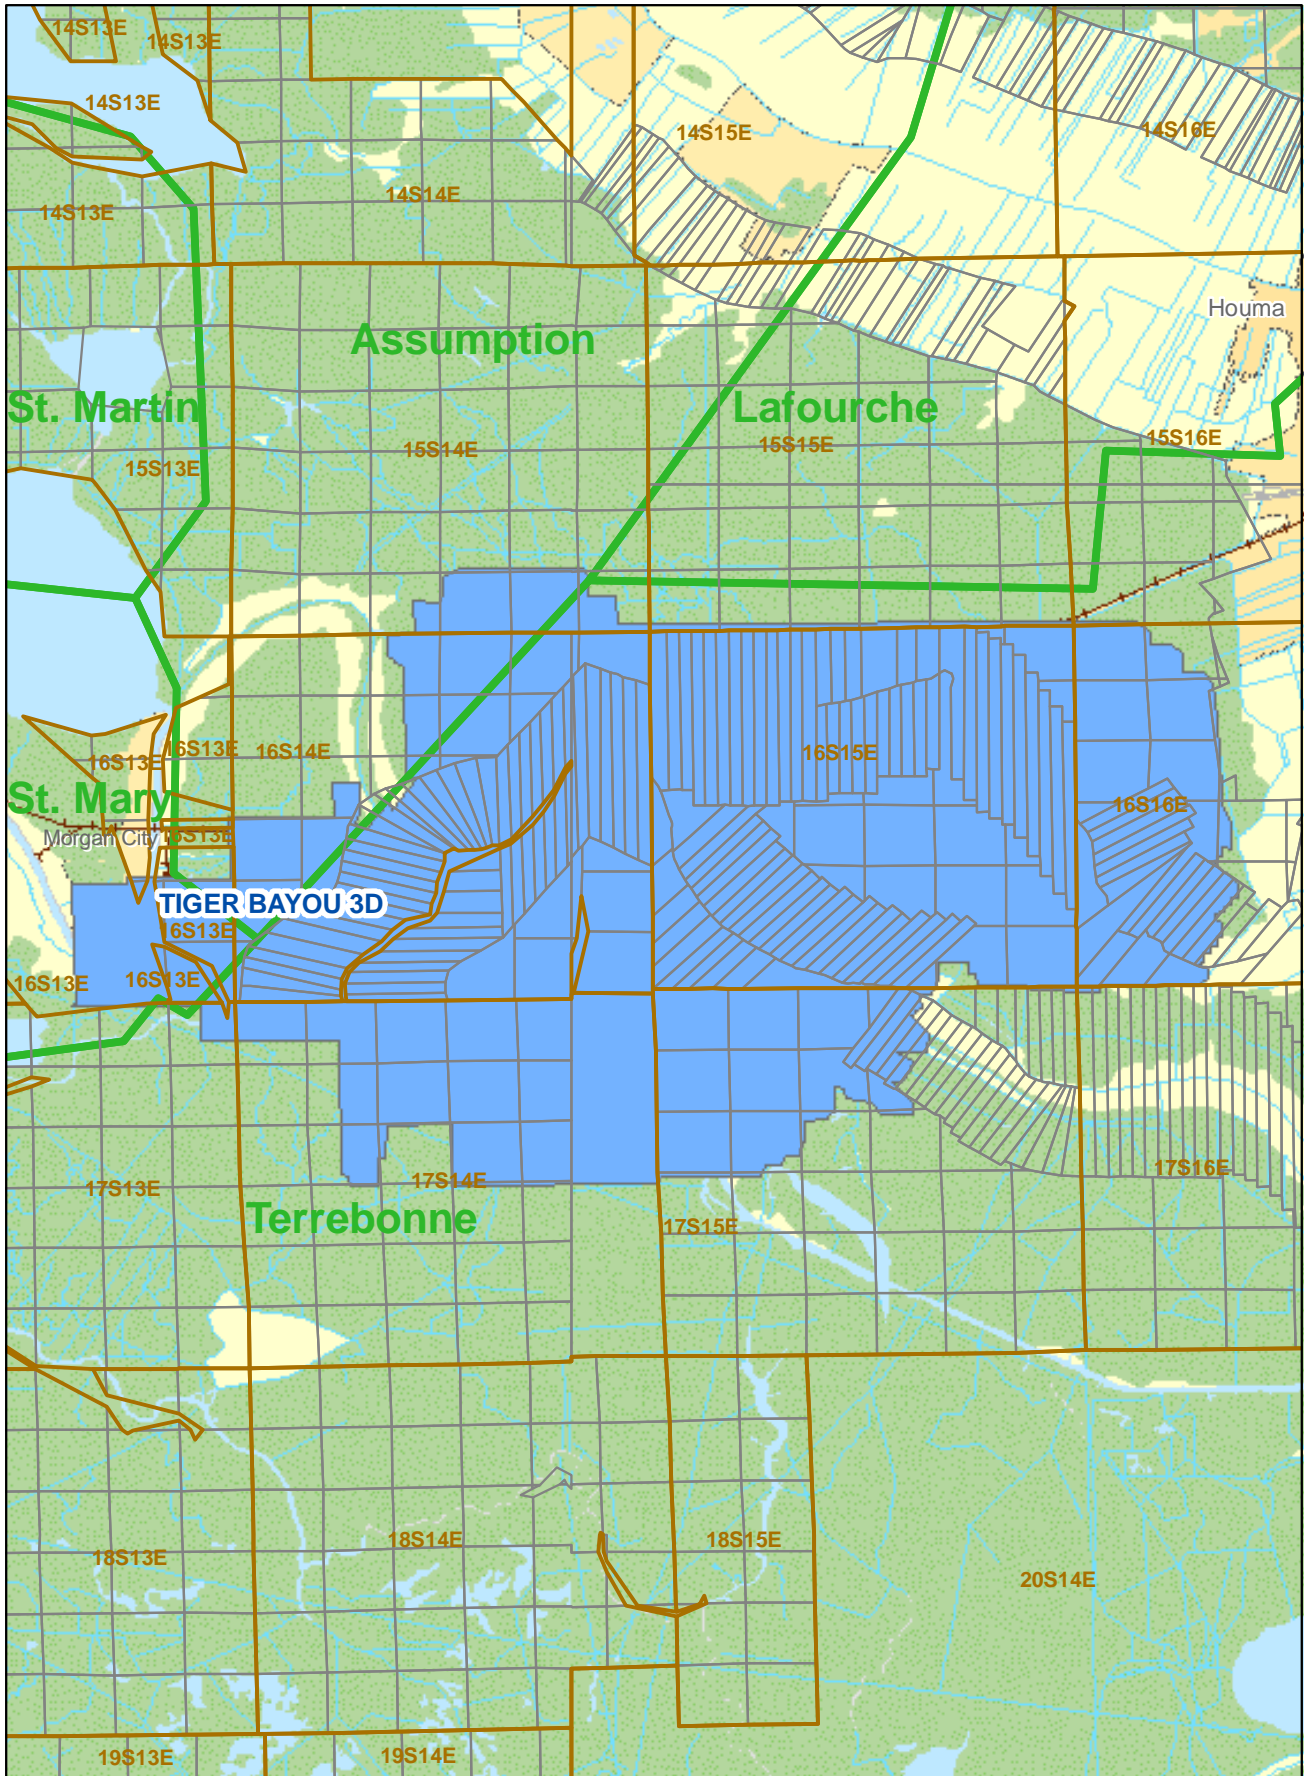 14S13E
14S13E
14S13E
14S15E
14S16E
14S14E
14S13E
Houma
Assumption
St. Martin
Lafourche
15S16E
15S15E
15S14E
15S13E
16S13E
16S14E
16S15E
16S13E
St. Mary
16S16E
Morgan City
16S13E
TIGER BAYOU 3D
16S13E
16S13E
16S13E
17S16E
17S14E
17S13E
Terrebonne
17S15E
18S14E
18S15E
18S13E
20S14E
19S14E
19S13E